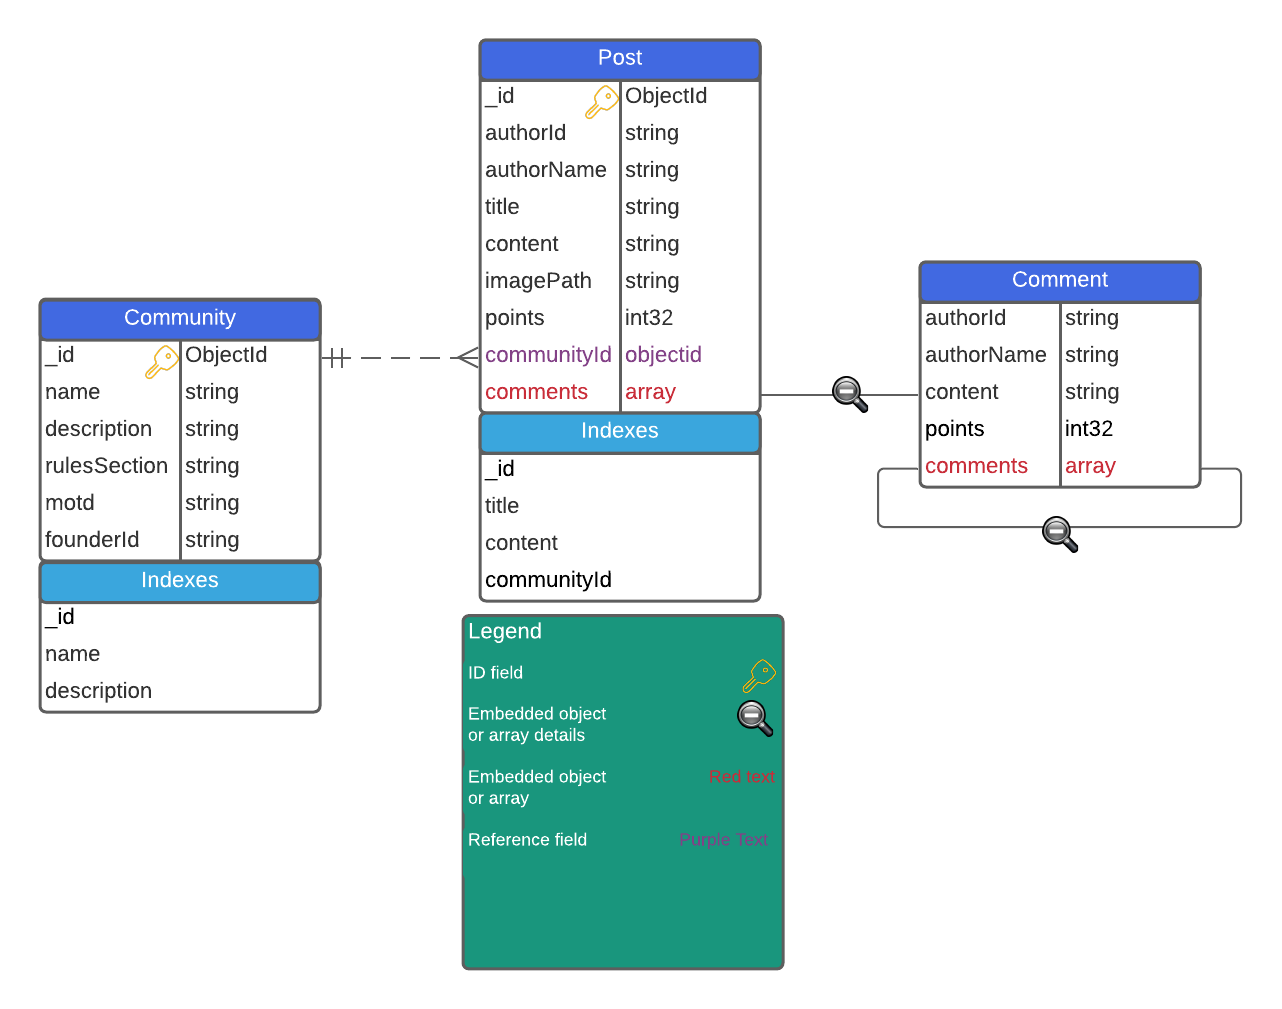 Post
_id ObjectId
authorId string
authorName string
title string
content string
imagePath string
points int32
communityId objectid
comments array
Indexes
_id
title
content
communityId
Community
_id ObjectId
name string
description string
rulesSection string
motd string
founderId string
Indexes
_id
name
description
Comment
authorId string
authorName string
content string
points int32
comments array
Legend
ID field
Embedded object
or array details
Embedded object Red text
or array
Reference field Purple Text